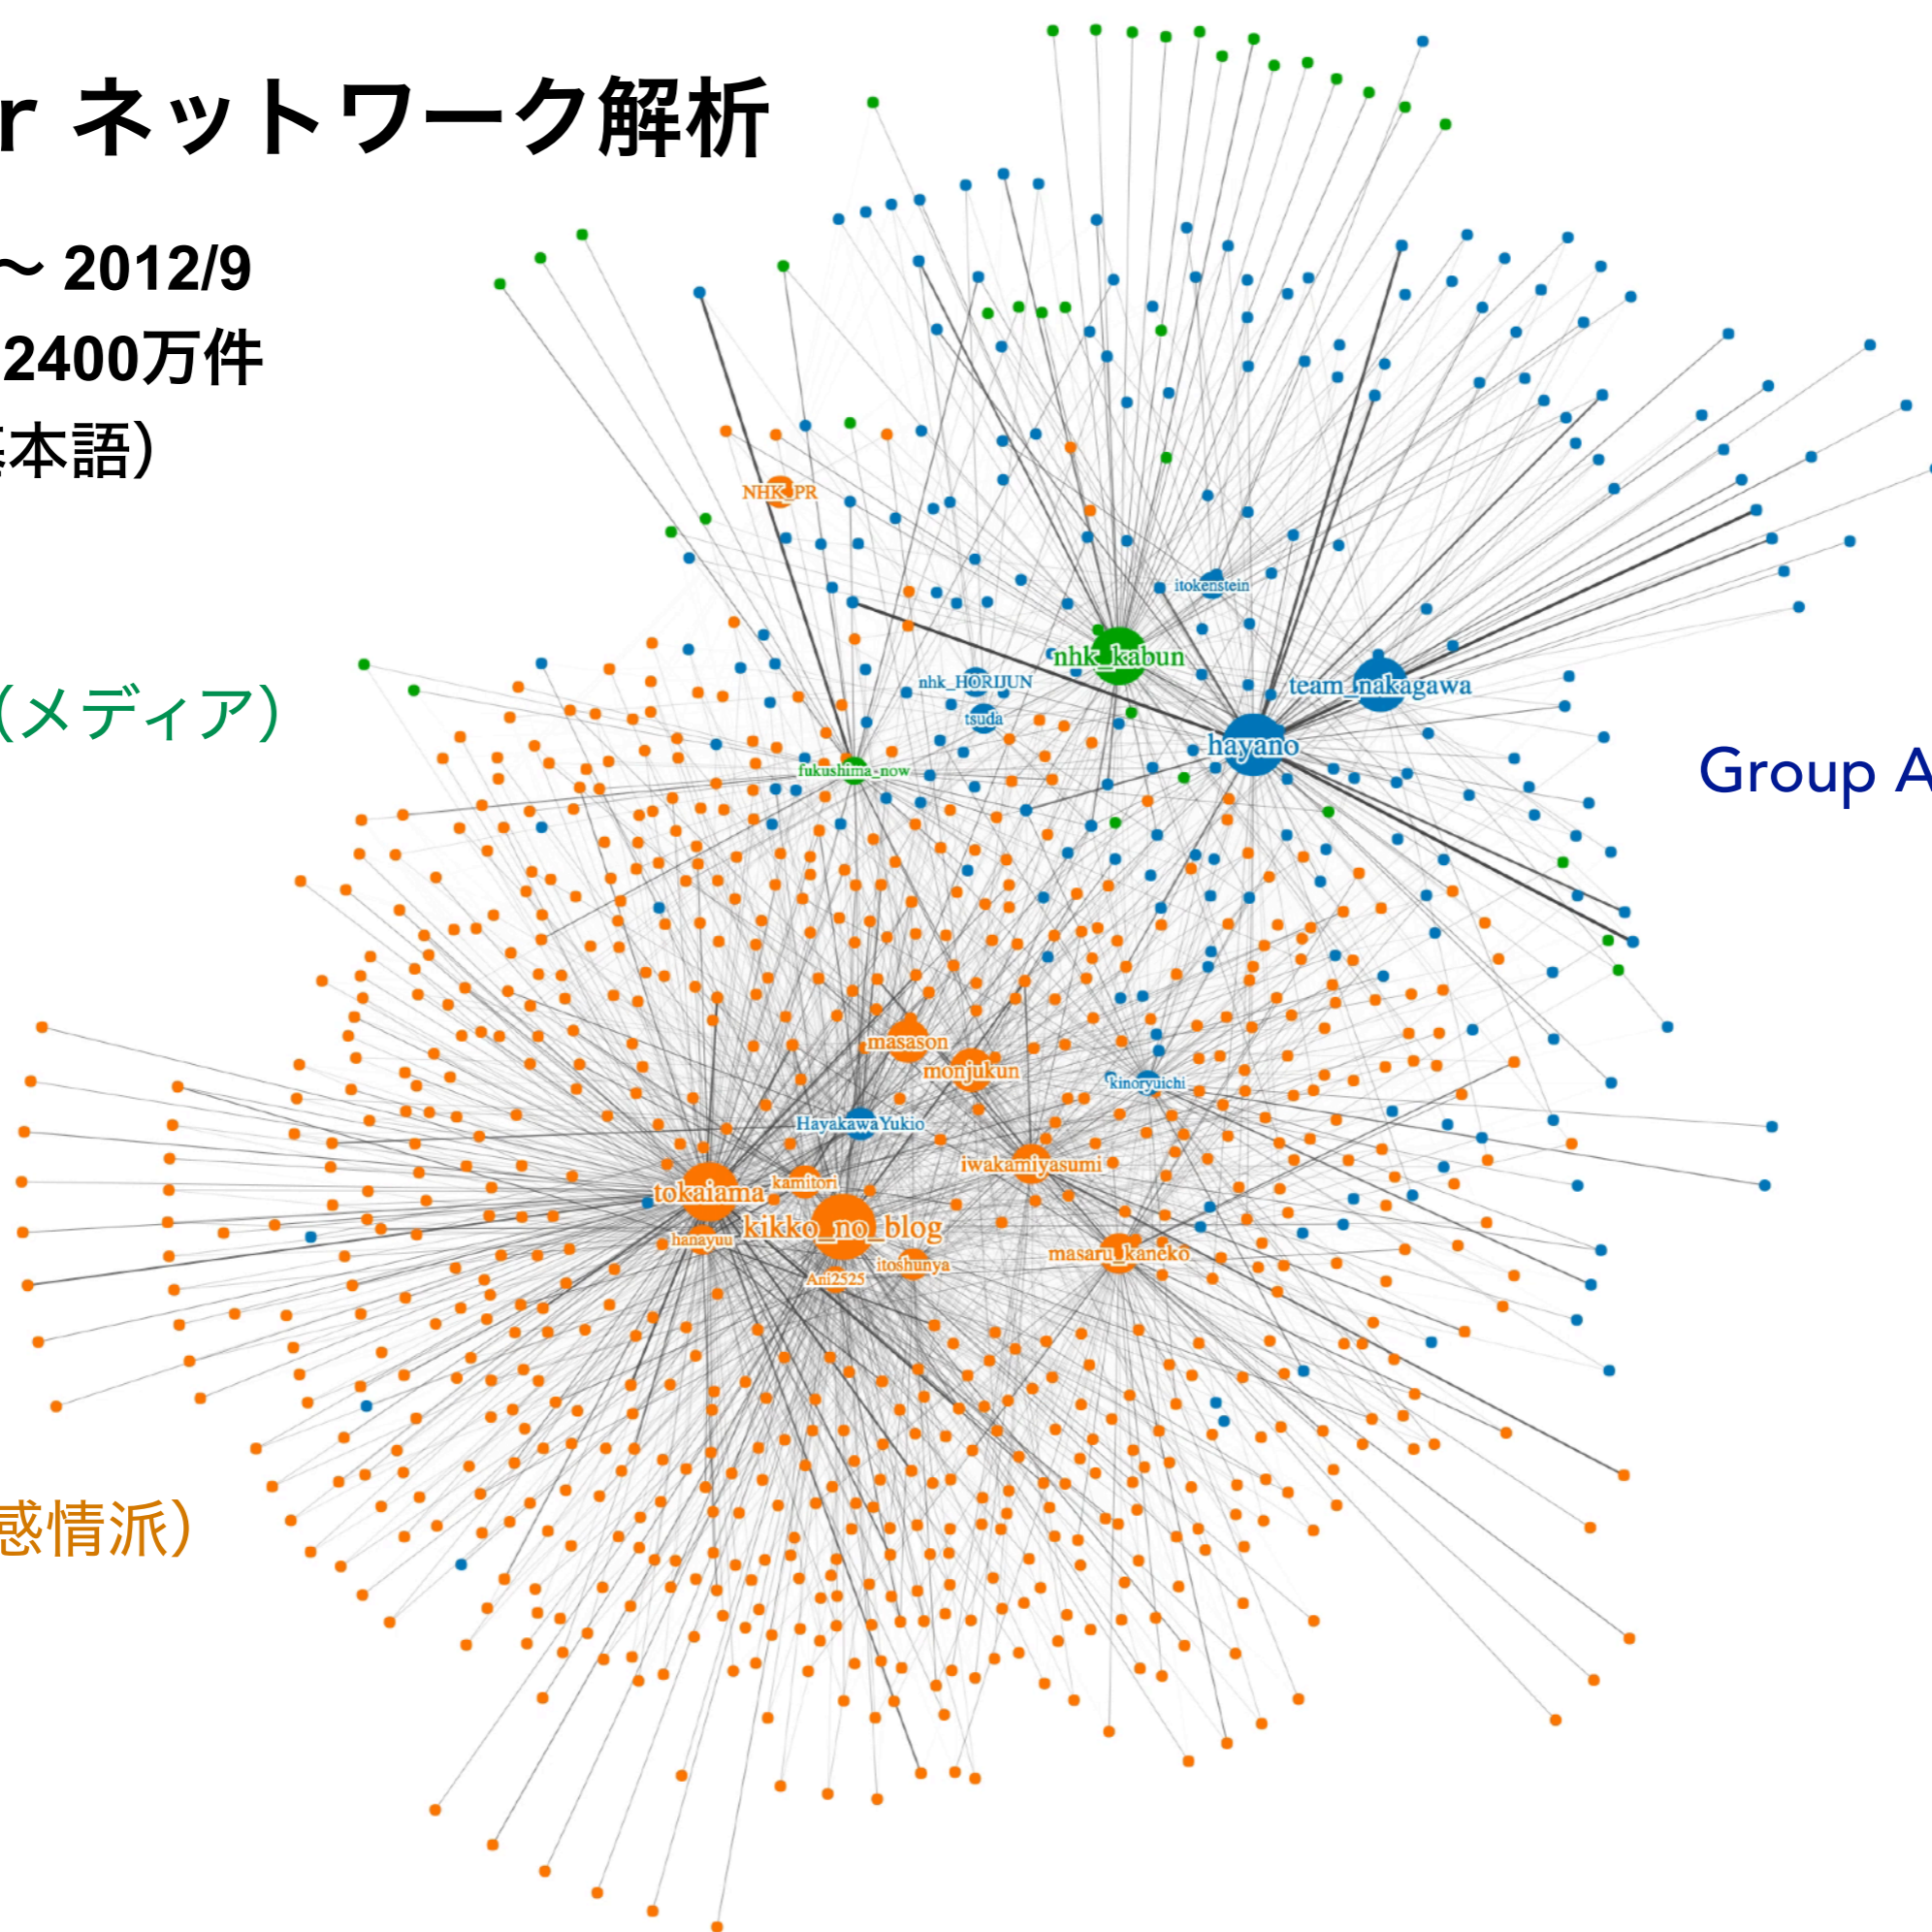 r ネットワーク解析
〜 2012/9
2400万件
本語）
NHK_PR
itokenstein
（メディア）
nhk_kabun
nhk_HORIJUN
team_nakagawa
tsuda
hayano
fukushima_now
Group A
masason
monjukun
kinoryuichi
HayakawaYukio
iwakamiyasumi
kamitori
tokaiama
kikko_no_blog
hanayuu
masaru_kaneko
itoshunya
Ani2525
感情派）